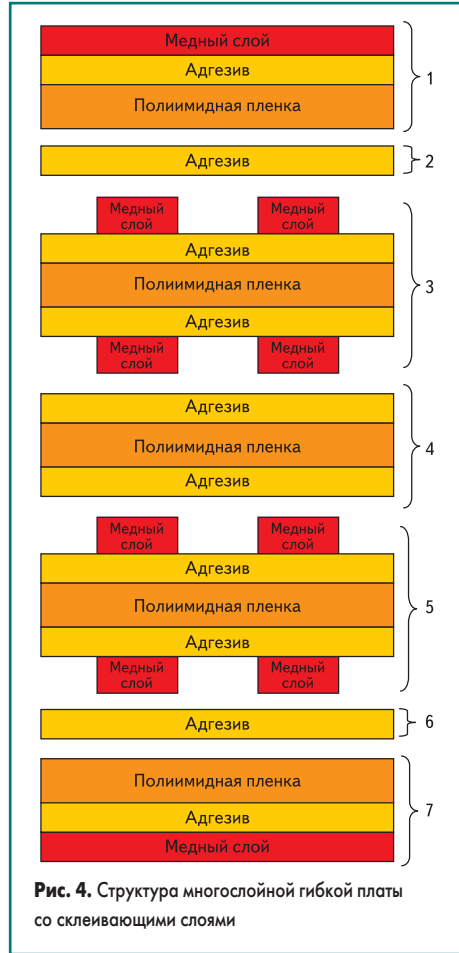 Медный слой
Адгезив
Полиимидная пленка
1
Адгезив
2
Медный
слой
Медный
слой
Адгезив
Полиимидная пленка
Адгезив
Медный
слой
Медный
слой
3
Адгезив
Полиимидная пленка
Адгезив
4
Медный
слой
Медный
слой
Адгезив
Полиимидная пленка
Адгезив
Медный
слой
Медный
слой
5
Адгезив
6
Полиимидная пленка
Адгезив
Медный слой
7
Рис. 4. Структура многослойной гибкой платы
со склеивающими слоями